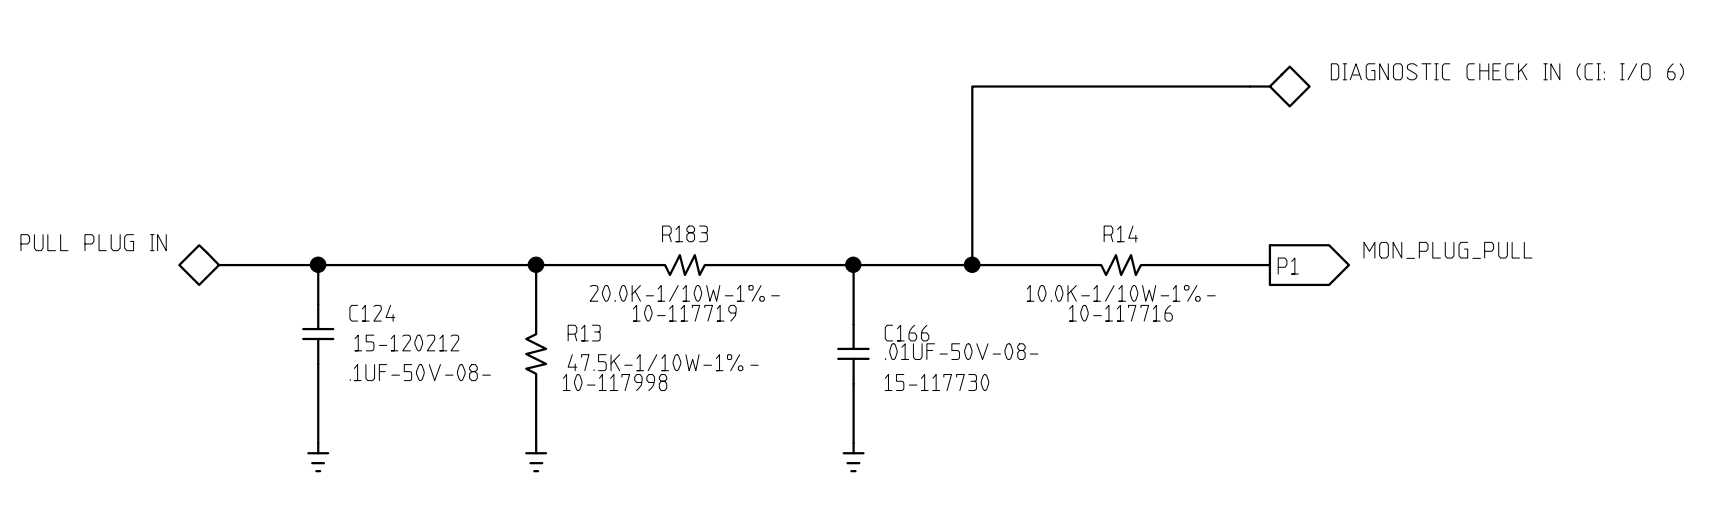 DIAGNOSTIC CHECK IN (CI: I/O 6)
PULL PLUG IN
R183
20.0K-1/10W-1%-
10-117719
R14
10.0K-1/10W-1%-
10-117716
P1
MON_PLUG_PULL
C124
15-120212
.1UF-50V-08-
R13
47.5K-1/10W-1%-
10-117998
C166
.01UF-50V-08-
15-117730